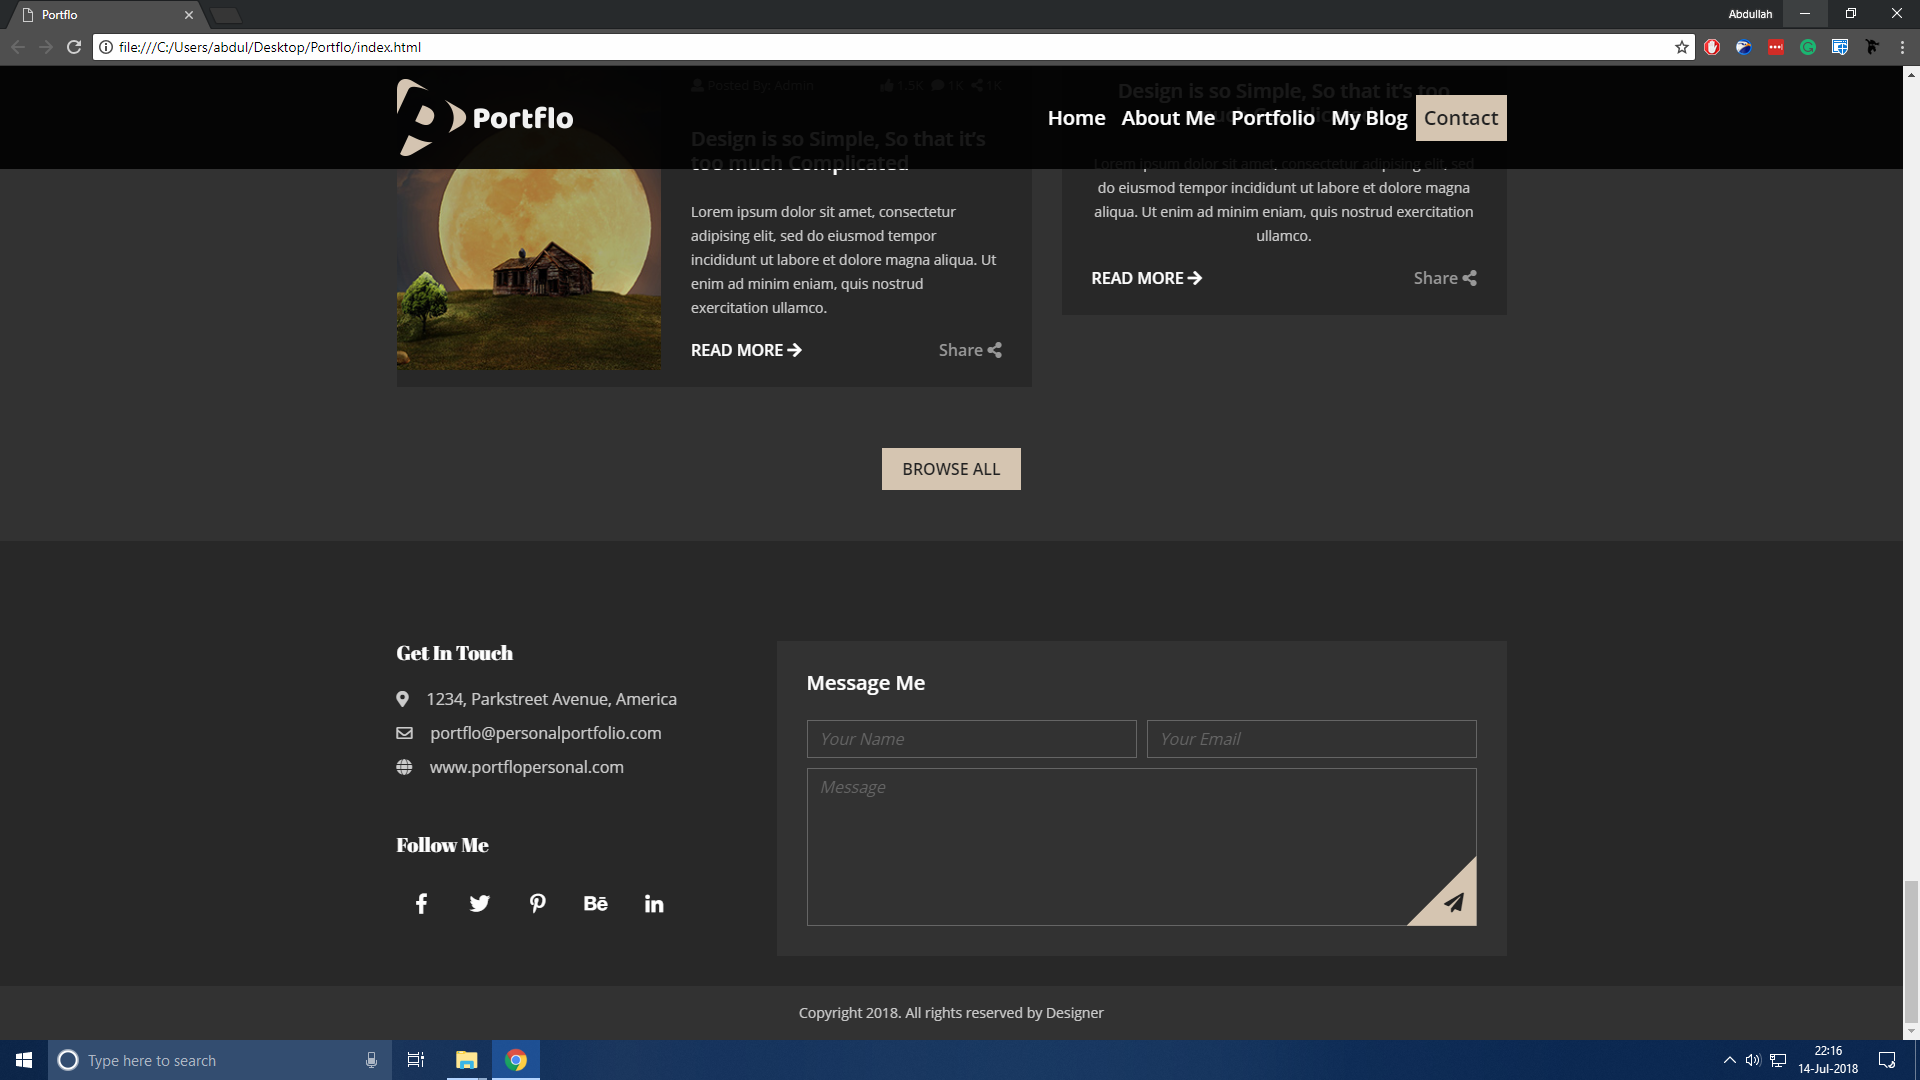 Portflo
Abdullah
file:///C:/Users/abdul/Desktop/Portflo/index.html
Portflo
Home About Me Portfolio My Blog Contact
Posted By: Admin 1.5K 1K 1K
Design is so Simple, So that it's
too much Complicated
Lorem ipsum dolor sit amet, consectetur
adipising elit, sed do eiusmod tempor
incididunt ut labore et dolore magna aliqua. Ut
enim ad minim eniam, quis nostrud
exercitation ullamco.
READ MORE Share
Design is so Simple, So that it's too
Lorem ipsum dolor sit amet, consectetur adipising elit, sed
do eiusmod tempor incididunt ut labore et dolore magna
aliqua. Ut enim ad minim eniam, quis nostrud exercitation
ullamco.
READ MORE Share
BROWSE ALL
Get In Touch
1234, Parkstreet Avenue, America
portflo@personalportfolio.com
www.portflopersonal.com
Follow Me
Bē
in
Message Me
Your Name
Your Email
Message
Copyright 2018. All rights reserved by Designer
Type here to search
22:16
14-Jul-2018